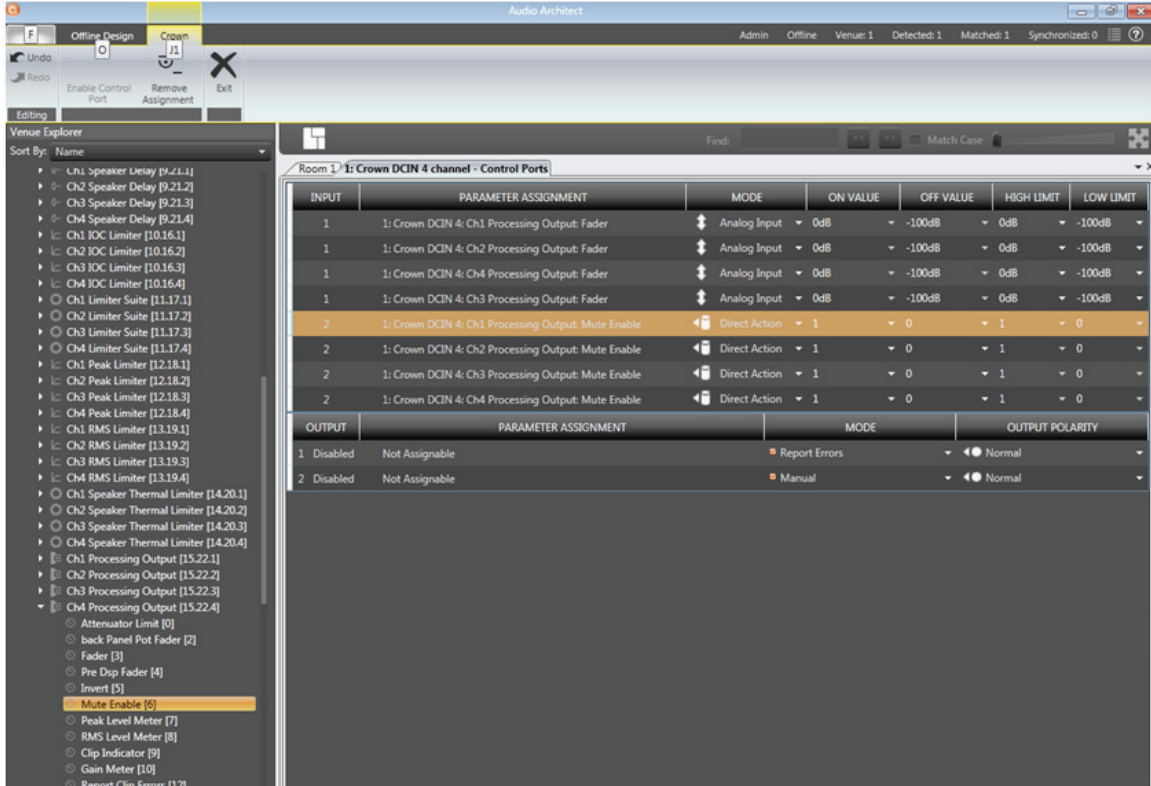 Audio Architect
F
Offline Design
Crown
Admin Offline Venue: 1 Detected: 1 Matched: 1 Synchronized: 0
O
J1
Undo
Redo
Enable Control Port
Remove Assignment
Exit
Editing
Venue Explorer
Sort By: Name
Find:
<< >> Match Case
Room 1 1: Crown DCIN 4 channel - Control Ports
Ch1 Speaker Delay [9.21.1]
Ch2 Speaker Delay [9.21.2]
Ch3 Speaker Delay [9.21.3]
Ch4 Speaker Delay [9.21.4]
Ch1 IOC Limiter [10.16.1]
Ch2 IOC Limiter [10.16.2]
Ch3 IOC Limiter [10.16.3]
Ch4 IOC Limiter [10.16.4]
Ch1 Limiter Suite [11.17.1]
Ch2 Limiter Suite [11.17.2]
Ch3 Limiter Suite [11.17.3]
Ch4 Limiter Suite [11.17.4]
Ch1 Peak Limiter [12.18.1]
Ch2 Peak Limiter [12.18.2]
Ch3 Peak Limiter [12.18.3]
Ch4 Peak Limiter [12.18.4]
Ch1 RMS Limiter [13.19.1]
Ch2 RMS Limiter [13.19.2]
Ch3 RMS Limiter [13.19.3]
Ch4 RMS Limiter [13.19.4]
Ch1 Speaker Thermal Limiter [14.20.1]
Ch2 Speaker Thermal Limiter [14.20.2]
Ch3 Speaker Thermal Limiter [14.20.3]
Ch4 Speaker Thermal Limiter [14.20.4]
Ch1 Processing Output [15.22.1]
Ch2 Processing Output [15.22.2]
Ch3 Processing Output [15.22.3]
Ch4 Processing Output [15.22.4]
Attenuator Limit [0]
back Panel Pot Fader [2]
Fader [3]
Pre Dsp Fader [4]
Invert [5]
Mute Enable [6]
Peak Level Meter [7]
RMS Level Meter [8]
Clip Indicator [9]
Gain Meter [10]
Report Clip Errors [12]
INPUT PARAMETER ASSIGNMENT MODE ON VALUE OFF VALUE HIGH LIMIT LOW LIMIT
1 1: Crown DCIN 4: Ch1 Processing Output: Fader Analog Input 0dB -100dB 0dB -100dB
1 1: Crown DCIN 4: Ch2 Processing Output: Fader Analog Input 0dB -100dB 0dB -100dB
1 1: Crown DCIN 4: Ch4 Processing Output: Fader Analog Input 0dB -100dB 0dB -100dB
1 1: Crown DCIN 4: Ch3 Processing Output: Fader Analog Input 0dB -100dB 0dB -100dB
2 1: Crown DCIN 4: Ch1 Processing Output: Mute Enable Direct Action 1 0 1 0
2 1: Crown DCIN 4: Ch2 Processing Output: Mute Enable Direct Action 1 0 1 0
2 1: Crown DCIN 4: Ch3 Processing Output: Mute Enable Direct Action 1 0 1 0
2 1: Crown DCIN 4: Ch4 Processing Output: Mute Enable Direct Action 1 0 1 0
OUTPUT PARAMETER ASSIGNMENT MODE OUTPUT POLARITY
1 Disabled Not Assignable Report Errors Normal
2 Disabled Not Assignable Manual Normal